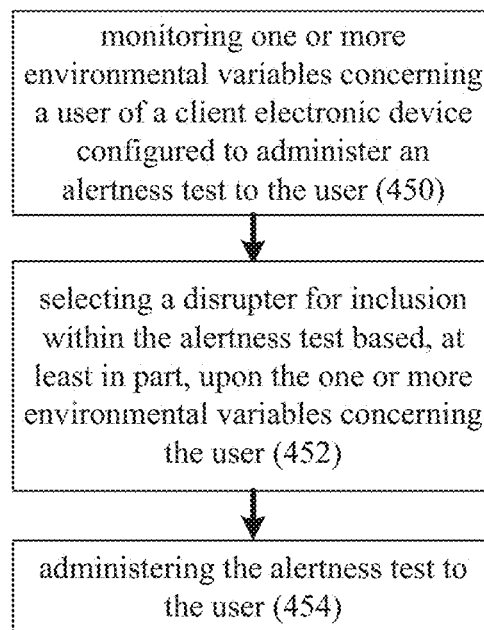 monitoring one or more
environmental variables concerning
a user of a client electronic device
configured to administer an
alertness test to the user (450)
selecting a disrupter for inclusion
within the alertness test based, at
least in part, upon the one or more
environmental variables concerning
the user (452)
administering the alertness test to
the user (454)